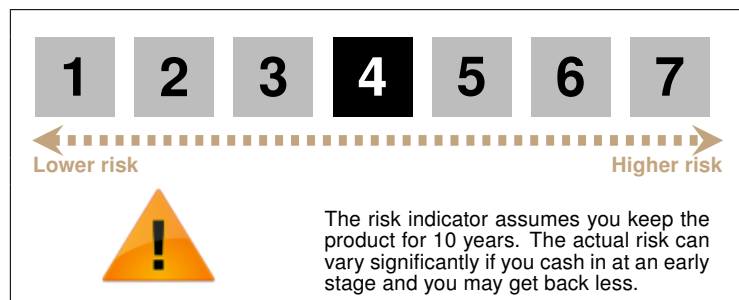 1 2 3 4 5 6 7
Lower risk Higher risk
!
The risk indicator assumes you keep the
product for 10 years. The actual risk can
vary significantly if you cash in at an early
stage and you may get back less.